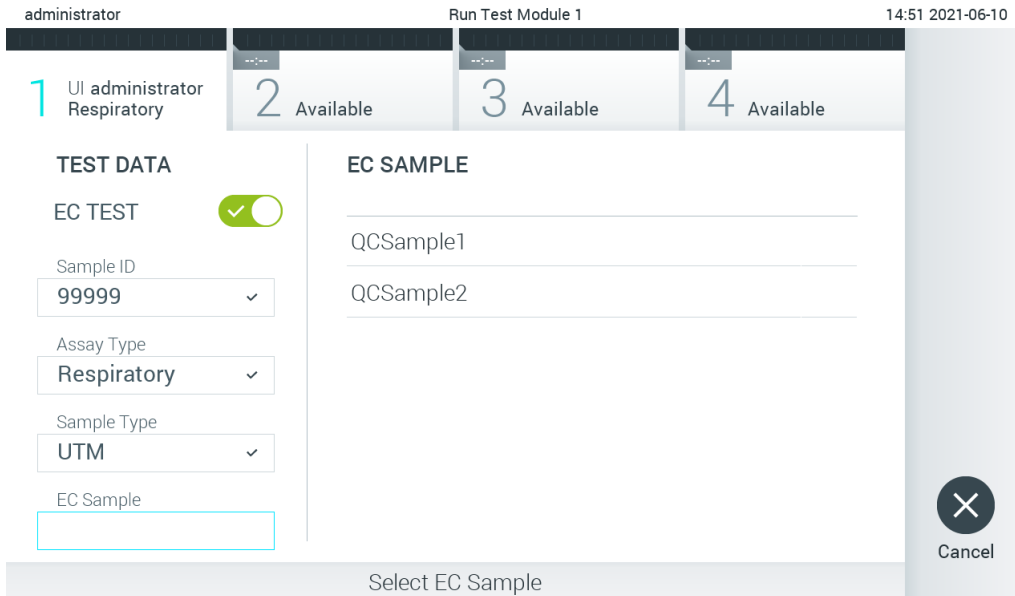 administrator Run Test Module 1 14:51 2021-06-10
--:-- --:-- --:--
1 UI administrator
Respiratory
2 Available
3 Available
4 Available
TEST DATA
EC TEST
Sample ID
99999
Assay Type
Respiratory
Sample Type
UTM
EC Sample
EC SAMPLE
QCSample1
QCSample2
Cancel
Select EC Sample